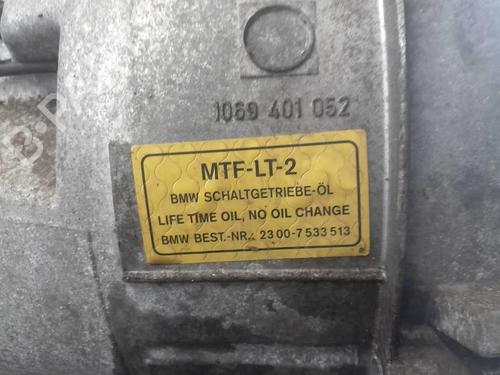 1069 401 052
MTF-LT-2
BMW SCHALTGETRIEBE-ÖL
LIFE TIME OIL, NO OIL CHANGE
BMW BEST.-NR.: 23 00-7 533 513